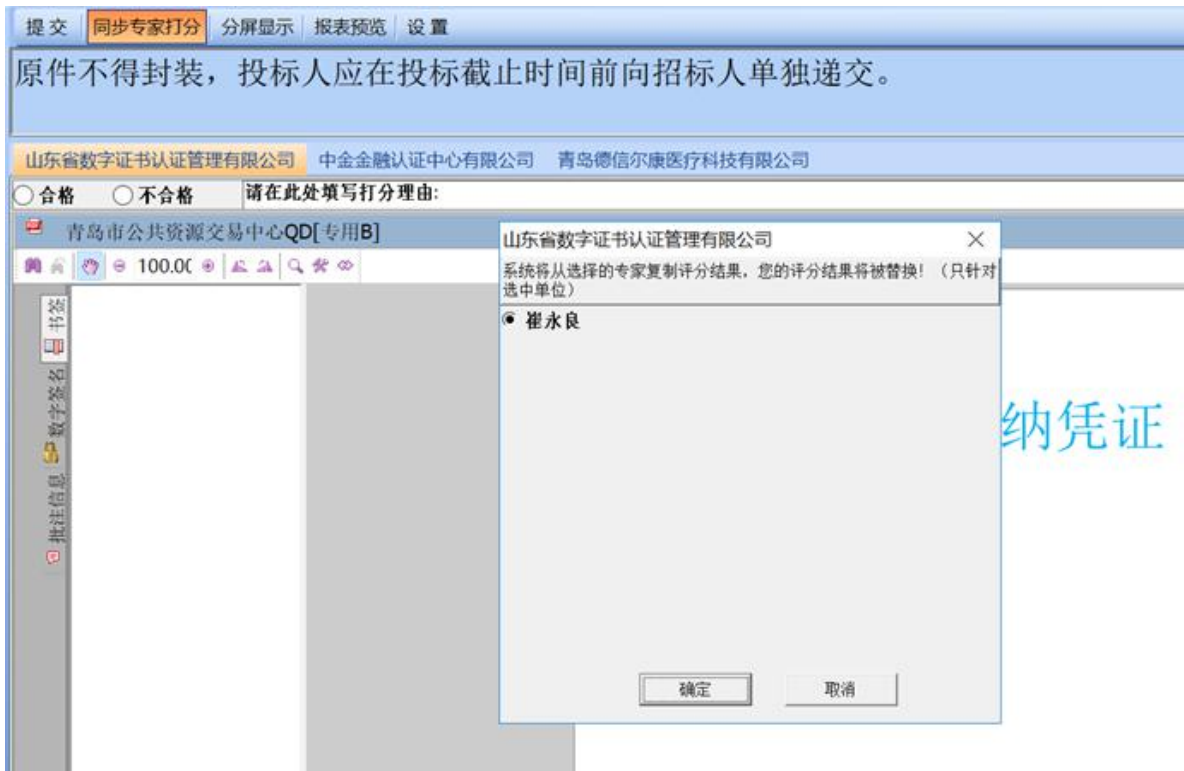 提交 同步专家打分 分屏显示 报表预览 设置
原件不得封装，投标人应在投标截止时间前向招标人单独递交。
山东省数字证书认证管理有限公司 中金金融认证中心有限公司 青岛德信尔康医疗科技有限公司
合格 不合格 请在此处填写打分理由:
青岛市公共资源交易中心QD[专用B]
100.0(
书签
数字签名
批注信息
山东省数字证书认证管理有限公司
系统将从选择的专家复制评分结果，您的评分结果将被替换！（只针对
选中单位）
崔永良
纳凭证
确定 取消